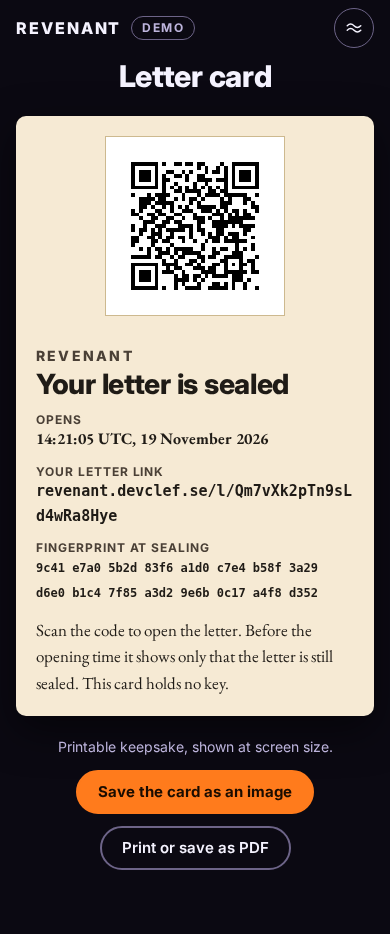 REVENANT DEMO
Letter card
REVENANT
Your letter is sealed
OPENS
14:21:05 UTC, 19 November 2026
YOUR LETTER LINK
revenant.devclef.se/l/Qm7vXk2pTn9sL
d4wRa8Hye
FINGERPRINT AT SEALING
9c41 e7a0 5b2d 83f6 a1d0 c7e4 b58f 3a29
d6e0 b1c4 7f85 a3d2 9e6b 0c17 a4f8 d352
Scan the code to open the letter. Before the
opening time it shows only that the letter is still
sealed. This card holds no key.
Printable keepsake, shown at screen size.
Save the card as an image
Print or save as PDF